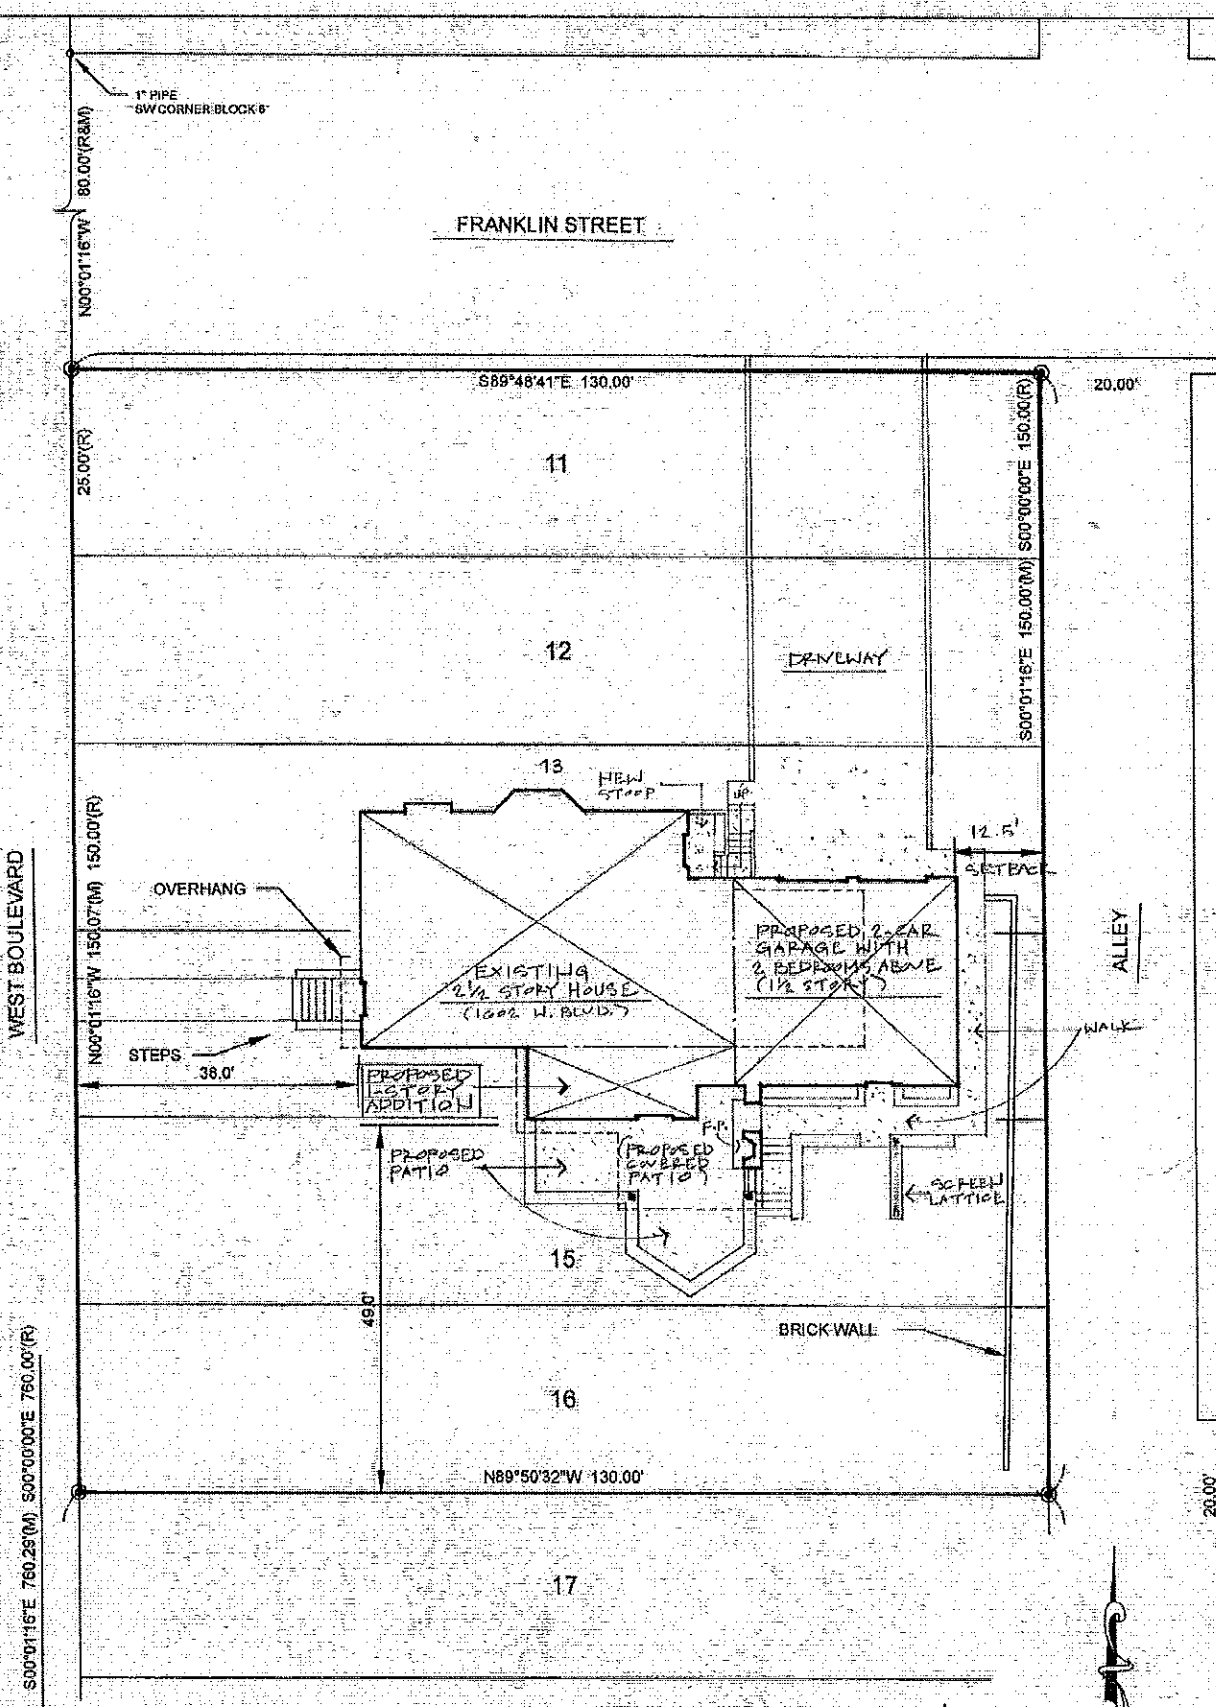 1" PIPE
SW CORNER BLOCK 6
N00°01'16"W 80.00'(R&M)
FRANKLIN STREET
S89°48'41"E 130.00'
20.00'
25.00'(R)
11
S00°01'16"E 150.00'(M) S00°00'00"E 150.00'(R)
12
DRIVEWAY
13
NEW
STOOP
UP
12.5'
SETBACK
WEST BOULEVARD
N00°01'16"W 150.07'(M) 150.00'(R)
OVERHANG
EXISTING
2 1/2 STORY HOUSE
(1602 W. BLVD.)
PROPOSED 2-CAR
GARAGE WITH
2 BEDROOMS ABOVE
(1 1/2 STORY)
ALLEY
WALK
STEPS
38.0'
PROPOSED
1-STORY
ADDITION
F.P.
PROPOSED
PATIO
(PROPOSED
COVERED
PATIO)
SCREEN
LATTICE
15
49.0'
BRICK WALL
16
N89°50'32"W 130.00'
S00°01'16"E 760.29'(M) S00°00'00"E 760.00'(R)
20.00'
17